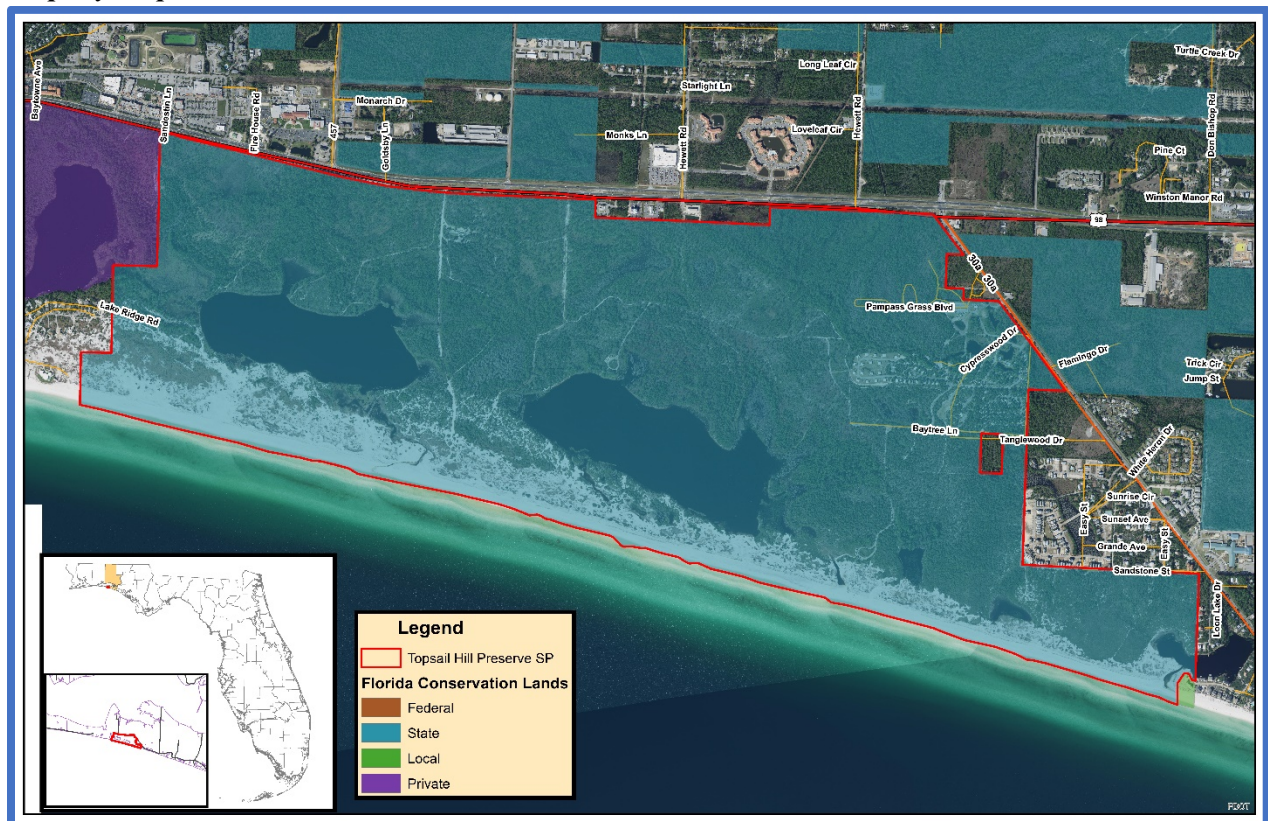 Baytowne Ave
Sandestin Ln
Fire House Rd
457
Monarch Dr
Goldsby Ln
Starlight Ln
Monks Ln
Hewett Rd
Long Leaf Cir
Loveleaf Cir
Hewett Rd
Turtle Creek Dr
Don Bishop Rd
Pine Ct
Winston Manor Rd
98
30a
30a
Lake Ridge Rd
Pampass Grass Blvd
Cypresswood Dr
Flamingo Dr
Trick Cir
Jump St
Baytree Ln
Tanglewood Dr
White Heron Dr
Sunrise Cir
Sunset Ave
Easy St
Easy St
Grande Ave
Sandstone St
Loon Lake Dr
Legend
Topsail Hill Preserve SP
Florida Conservation Lands
Federal
State
Local
Private
FDOT